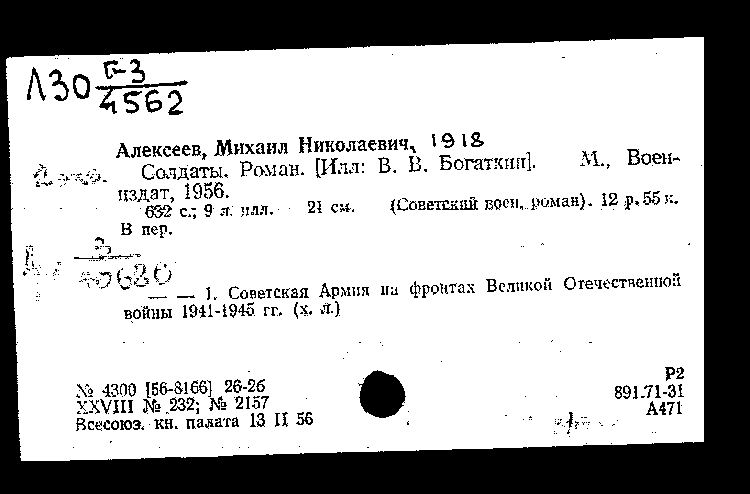 Л30 Г-3
4562
Алексеев, Михаил Николаевич, 1918
Солдаты. Роман. [Илл: В. В. Богаткин]. М., Воен-
издат, 1956.
632 с.; 9 л. илл. 21 см. (Советский воен. роман). 12 р. 55 к.
В пер.
3
40680
— — 1. Советская Армия на фронтах Великой Отечественной
войны 1941-1945 гг. (х. л.)
Р2
№ 4300 [56-8166] 26-26
891.71-31
XXVIII № 232; № 2157
А471
Всесоюз. кн. палата 13 II 56